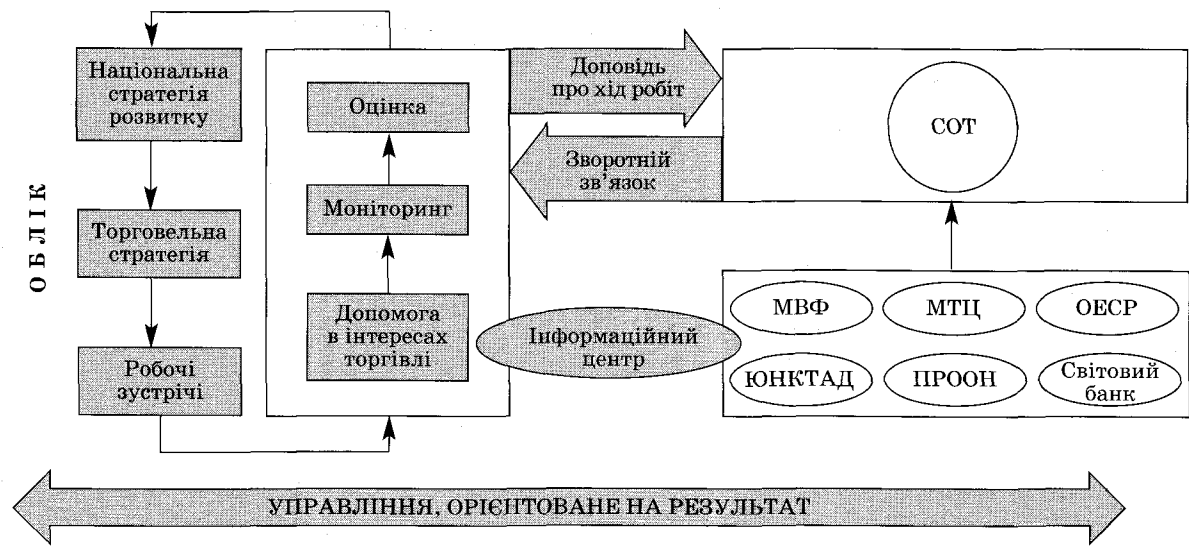 ОБЛІК
Національна
стратегія
розвитку
Торговельна
стратегія
Робочі
зустрічі
Оцінка
Моніторинг
Допомога
в інтересах
торгівлі
Доповідь
про хід робіт
Зворотній
зв’язок
Інформаційний
центр
СОТ
МВФ
МТЦ
ОЕСР
ЮНКТАД
ПРООН
Світовий
банк
УПРАВЛІННЯ, ОРІЄНТОВАНЕ НА РЕЗУЛЬТАТ